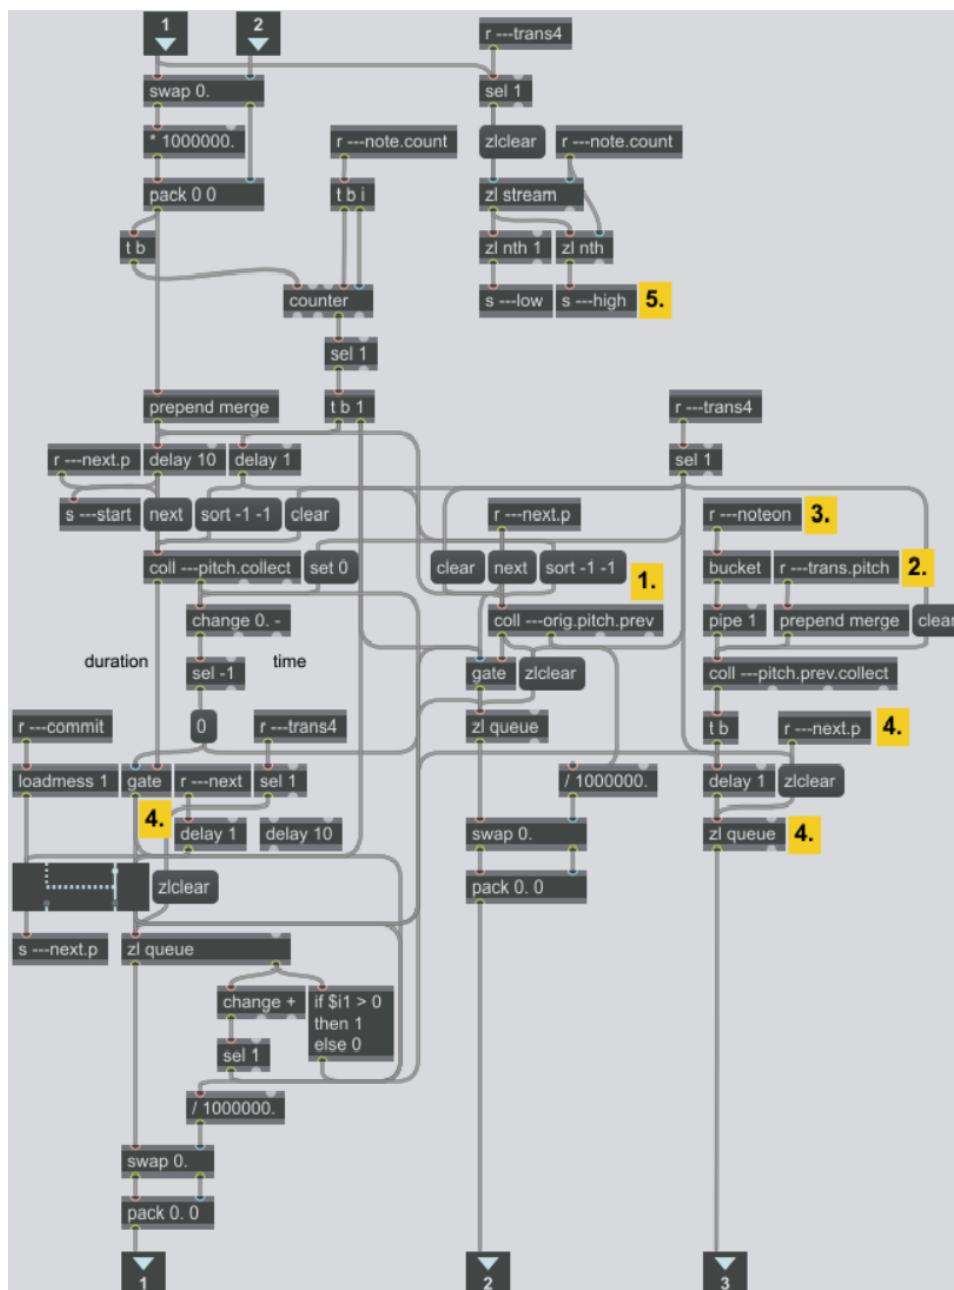 1
2
r ---trans4
swap 0.
sel 1
* 1000000.
r ---note.count
zlclear
r ---note.count
pack 0 0
t b i
zl stream
t b
zl nth 1
zl nth
counter
s ---low
s ---high
5.
sel 1
prepend merge
t b 1
r ---trans4
r ---next.p
delay 10
delay 1
sel 1
s ---start
next
sort -1 -1
clear
r ---next.p
r ---noteon
3.
coll ---pitch.collect
set 0
clear
next
sort -1 -1
1.
bucket
r ---trans.pitch
2.
change 0. -
coll ---orig.pitch.prev
pipe 1
prepend merge
clear
duration
sel -1
time
gate
zlclear
coll ---pitch.prev.collect
r ---commit
0
r ---trans4
zl queue
t b
r ---next.p
4.
loadmess 1
gate
r ---next
sel 1
/ 1000000.
delay 1
zlclear
4.
delay 1
delay 10
swap 0.
zl queue
4.
zlclear
pack 0. 0
s ---next.p
zl queue
change +
if $i1 > 0
then 1
else 0
sel 1
/ 1000000.
swap 0.
pack 0. 0
1
2
3